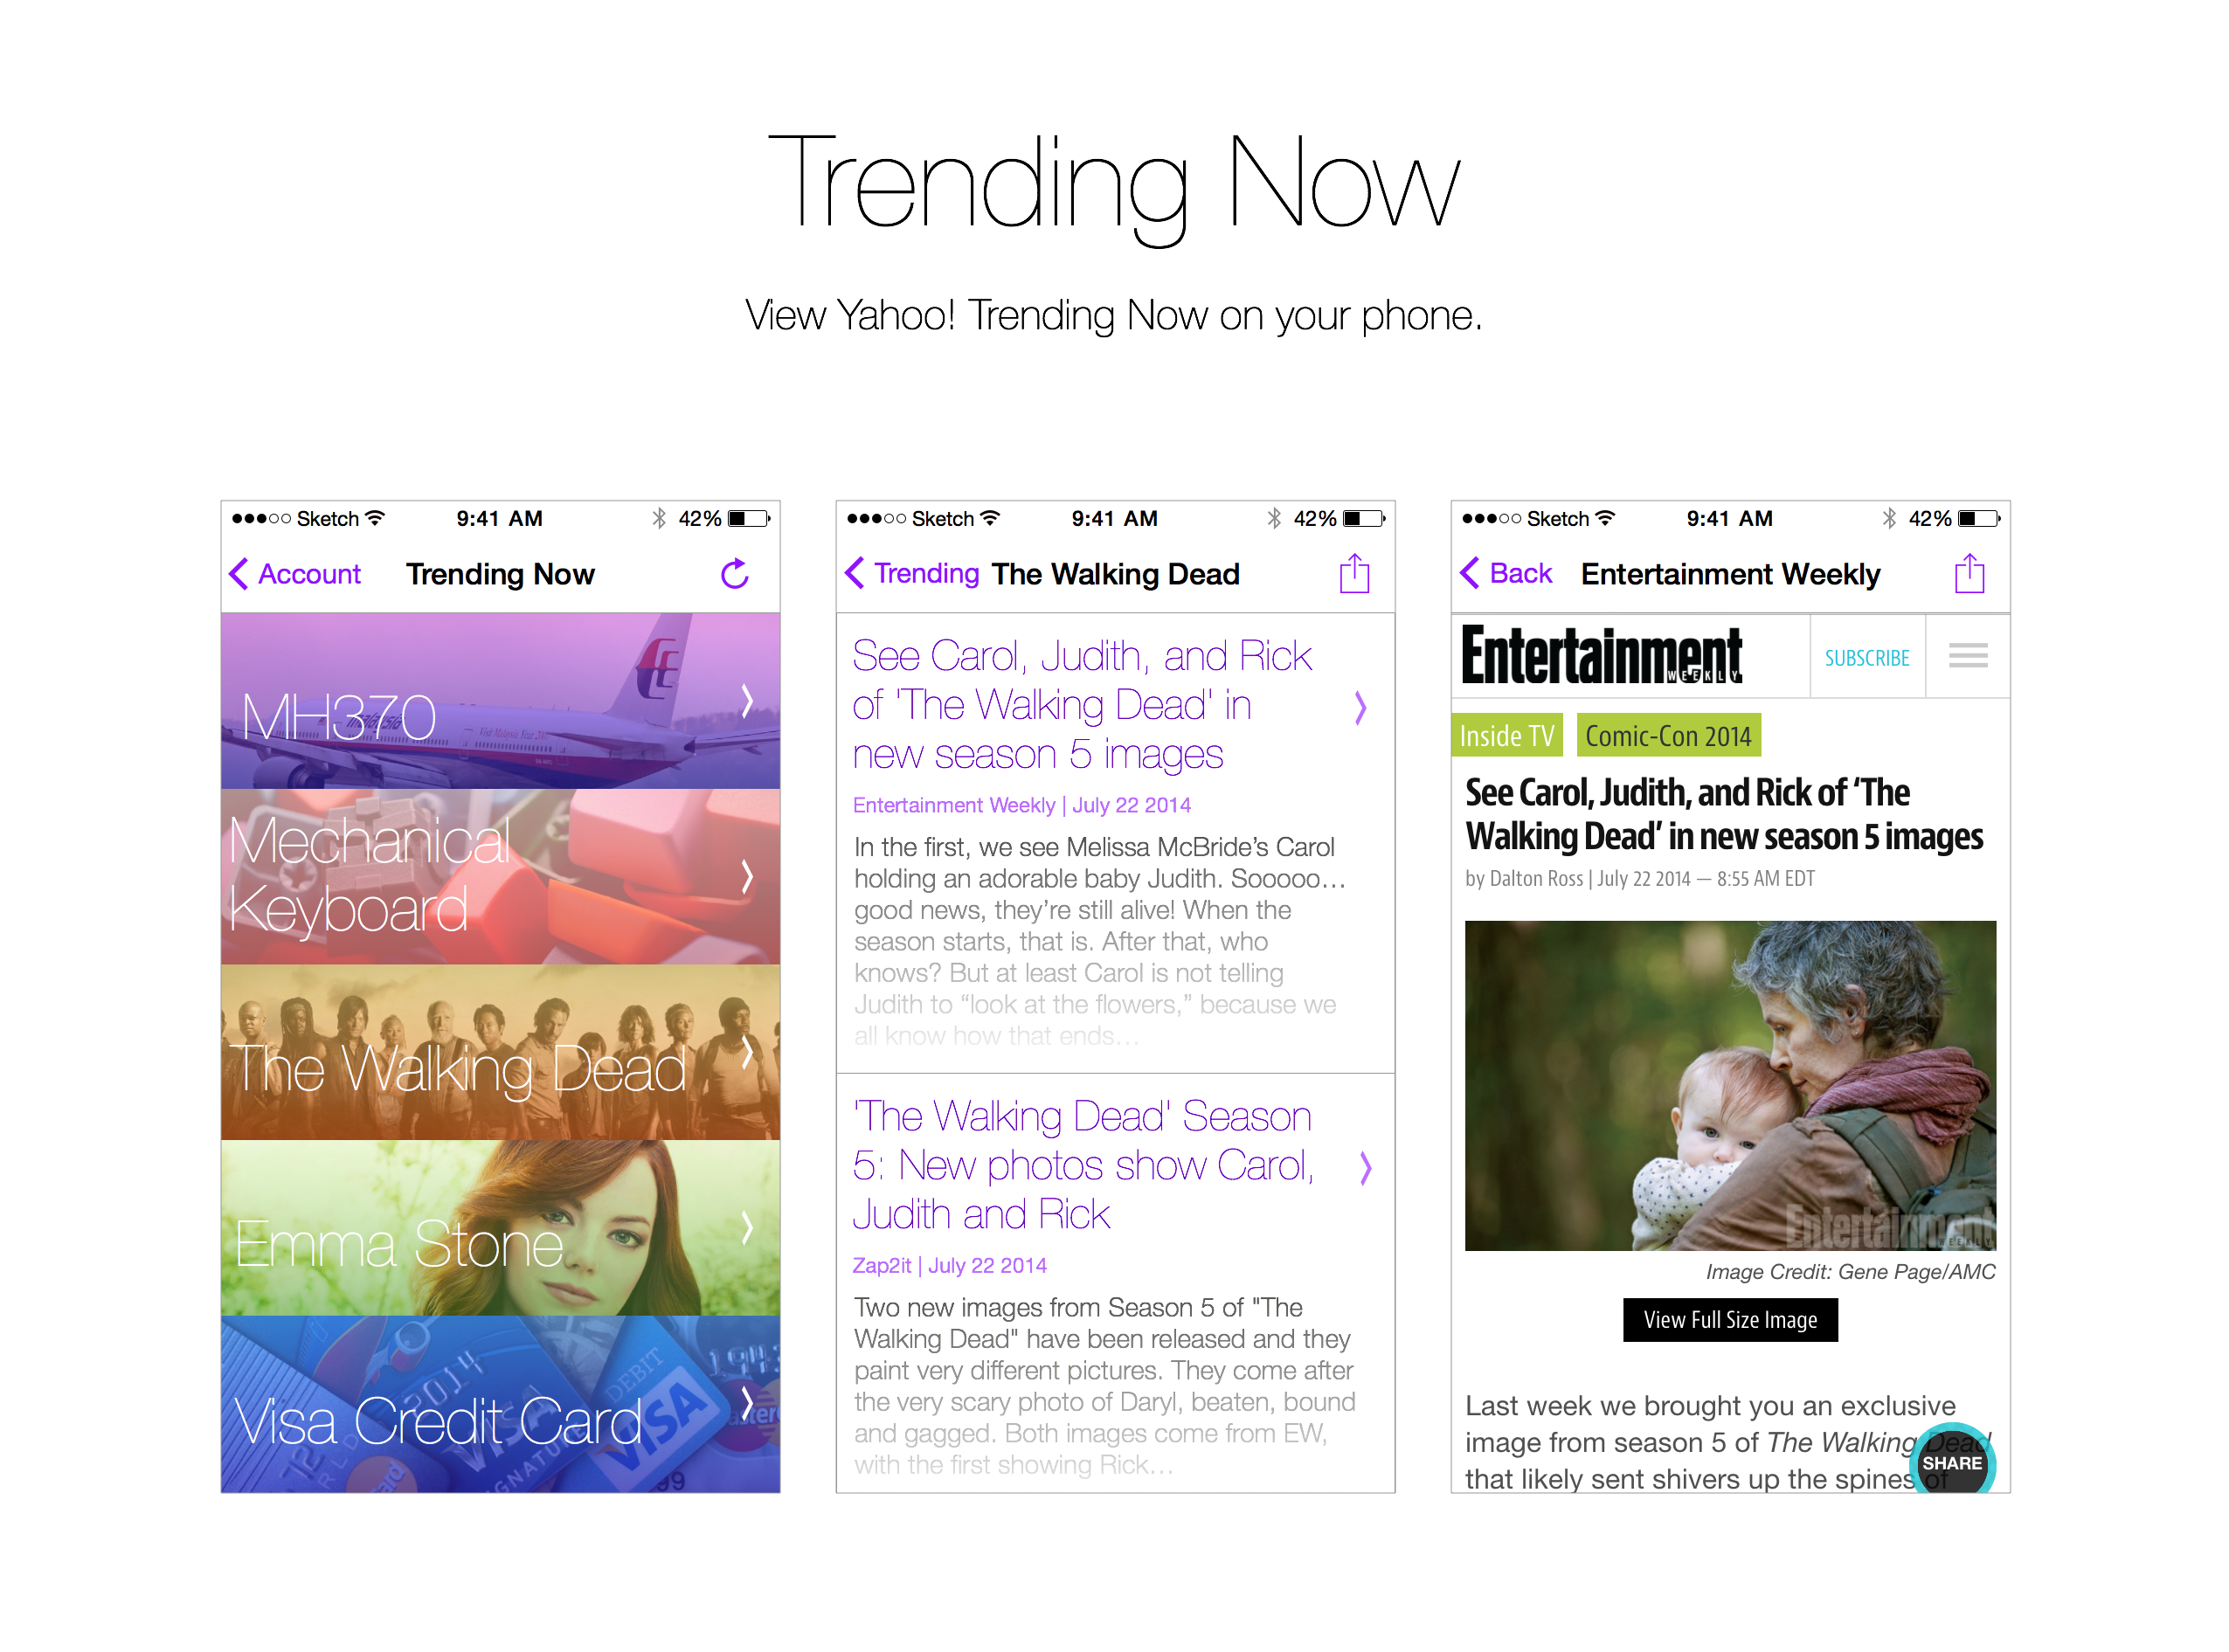 Trending Now
View Yahoo! Trending Now on your phone.
Sketch 9:41 AM 42%
Account Trending Now
MH370
malaysia
Mechanical
Keyboard
The Walking Dead
Emma Stone
2014 DEBIT
VISA
Visa Credit Card
Sketch 9:41 AM 42%
Trending The Walking Dead
See Carol, Judith, and Rick
of 'The Walking Dead' in
new season 5 images
Entertainment Weekly | July 22 2014
In the first, we see Melissa McBride’s Carol
holding an adorable baby Judith. Sooooo…
good news, they’re still alive! When the
season starts, that is. After that, who
knows? But at least Carol is not telling
Judith to “look at the flowers,” because we
all know how that ends…
'The Walking Dead' Season
5: New photos show Carol,
Judith and Rick
Zap2it | July 22 2014
Two new images from Season 5 of "The
Walking Dead" have been released and they
paint very different pictures. They come after
the very scary photo of Daryl, beaten, bound
and gagged. Both images come from EW,
with the first showing Rick…
Sketch 9:41 AM 42%
Back Entertainment Weekly
Entertainment WEEKLY SUBSCRIBE
Inside TV Comic-Con 2014
See Carol, Judith, and Rick of ‘The
Walking Dead’ in new season 5 images
by Dalton Ross | July 22 2014 — 8:55 AM EDT
Entertainment WEEKLY
Image Credit: Gene Page/AMC
View Full Size Image
Last week we brought you an exclusive
image from season 5 of The Walking Dead
that likely sent shivers up the spines of
SHARE